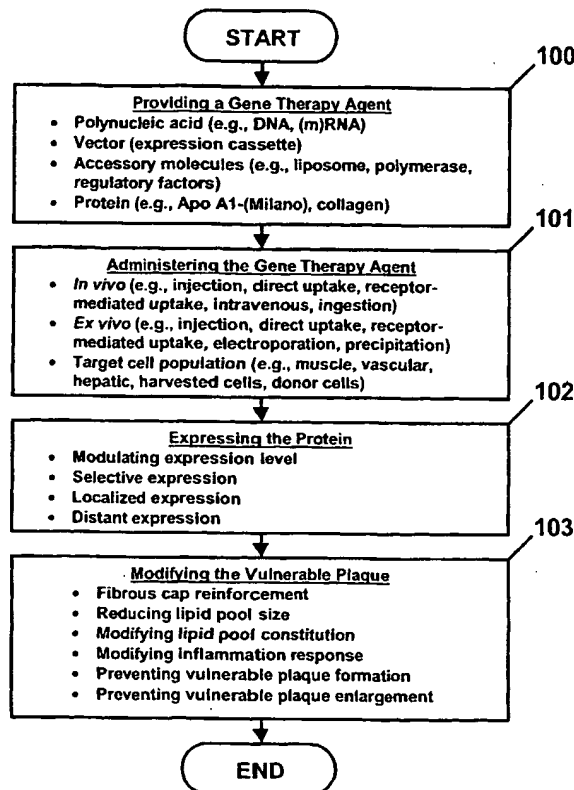 START
100
Providing a Gene Therapy Agent
• Polynucleic acid (e.g., DNA, (m)RNA)
• Vector (expression cassette)
• Accessory molecules (e.g., liposome, polymerase,
regulatory factors)
• Protein (e.g., Apo A1-(Milano), collagen)
101
Administering the Gene Therapy Agent
• In vivo (e.g., injection, direct uptake, receptor-
mediated uptake, intravenous, ingestion)
• Ex vivo (e.g., injection, direct uptake, receptor-
mediated uptake, electroporation, precipitation)
• Target cell population (e.g., muscle, vascular,
hepatic, harvested cells, donor cells)
102
Expressing the Protein
• Modulating expression level
• Selective expression
• Localized expression
• Distant expression
103
Modifying the Vulnerable Plaque
• Fibrous cap reinforcement
• Reducing lipid pool size
• Modifying lipid pool constitution
• Modifying inflammation response
• Preventing vulnerable plaque formation
• Preventing vulnerable plaque enlargement
END